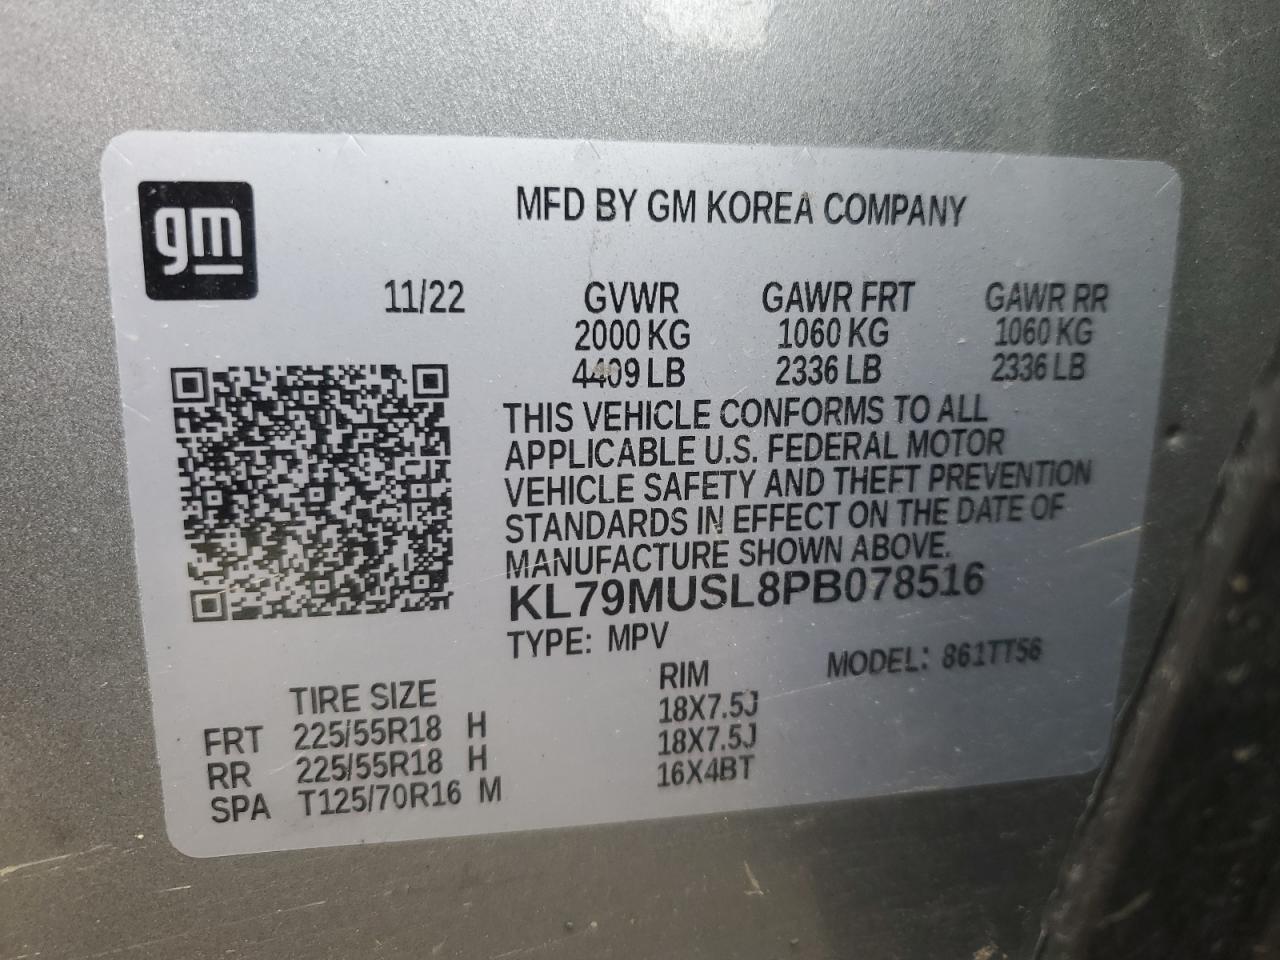 gm
MFD BY GM KOREA COMPANY
11/22 GVWR GAWR FRT GAWR RR
2000 KG 1060 KG 1060 KG
4409 LB 2336 LB 2336 LB
THIS VEHICLE CONFORMS TO ALL
APPLICABLE U.S. FEDERAL MOTOR
VEHICLE SAFETY AND THEFT PREVENTION
STANDARDS IN EFFECT ON THE DATE OF
MANUFACTURE SHOWN ABOVE.
KL79MUSL8PB078516
TYPE: MPV MODEL: 861TT56
TIRE SIZE RIM
FRT 225/55R18 H 18X7.5J
RR 225/55R18 H 18X7.5J
SPA T125/70R16 M 16X4BT